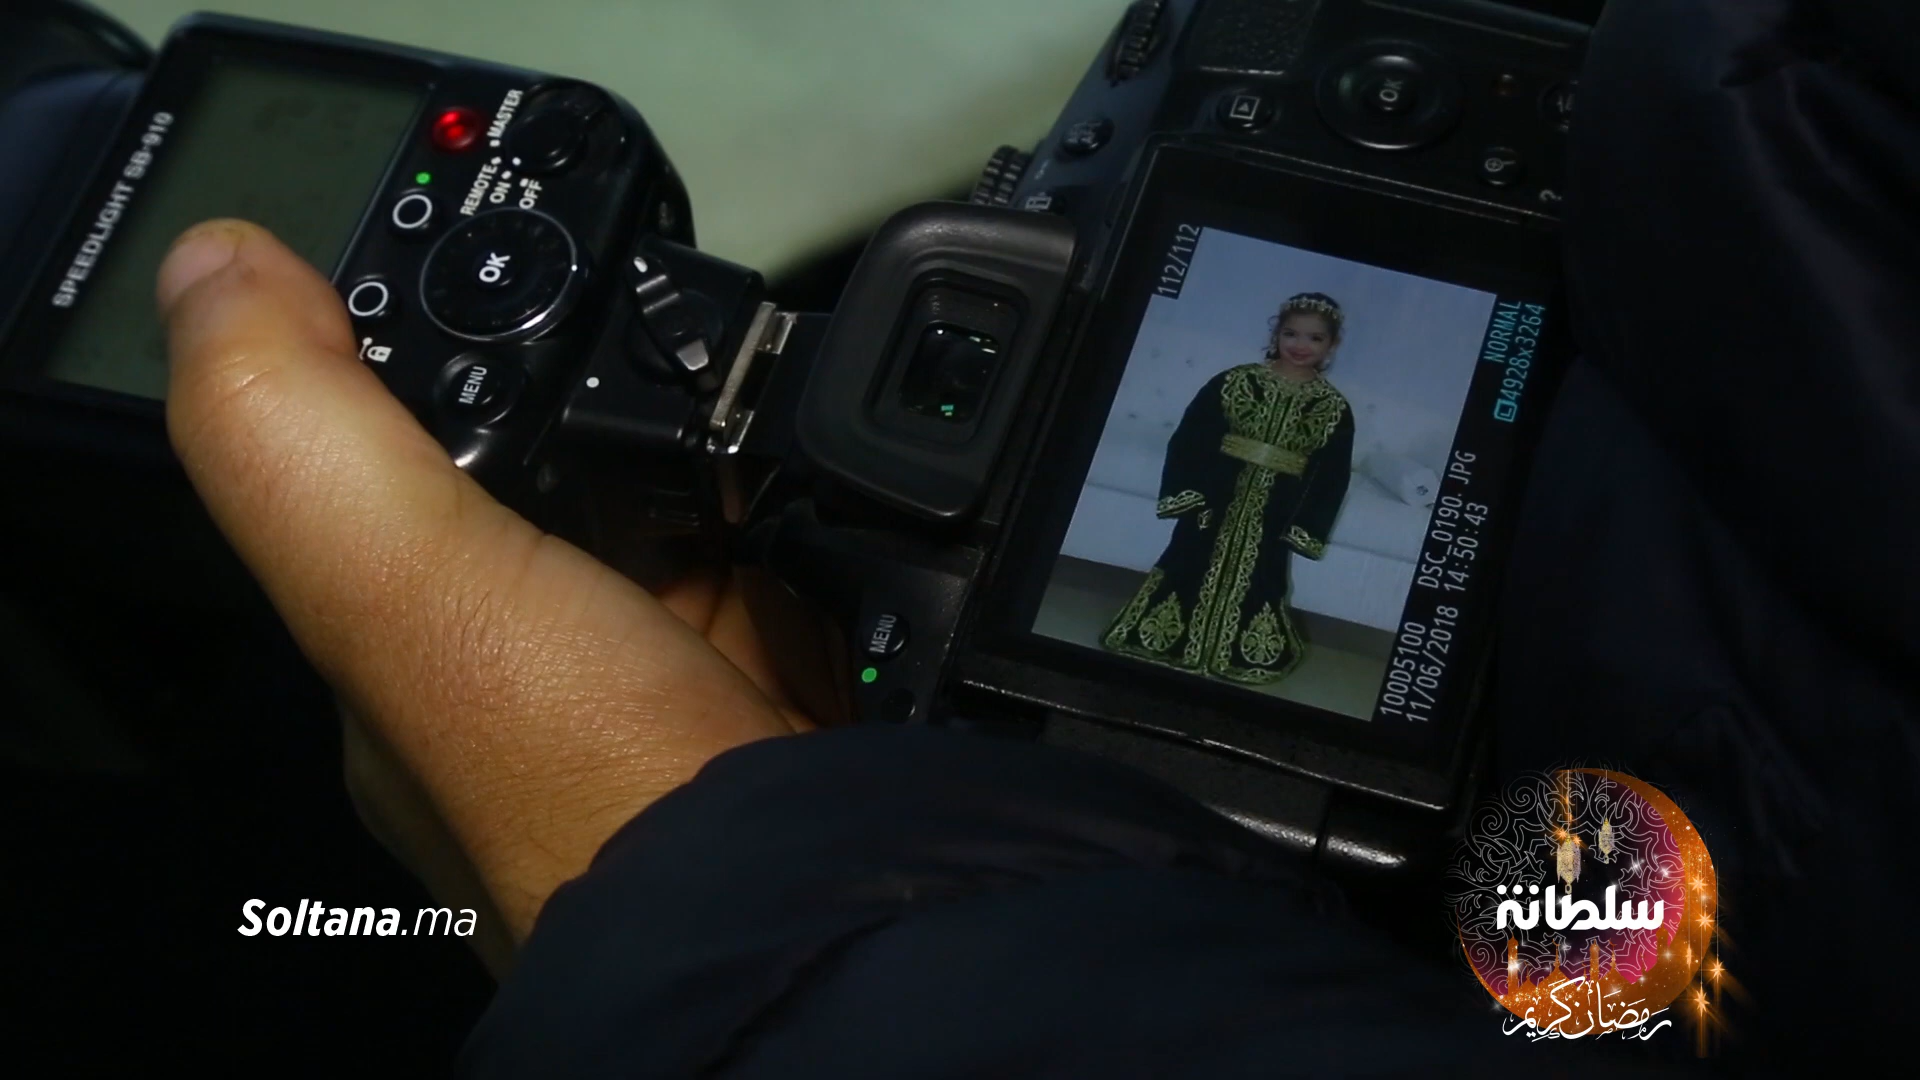 SPEEDLIGHT SB-910
MASTER
REMOTE
ON
OFF
OK
MENU
OK
?
112/112
NORMAL
4928x3264
100D5100 DSC_0190.JPG
11/06/2018 14:50:43
MENU
Soltana.ma
سلطانة
رمضان كريم